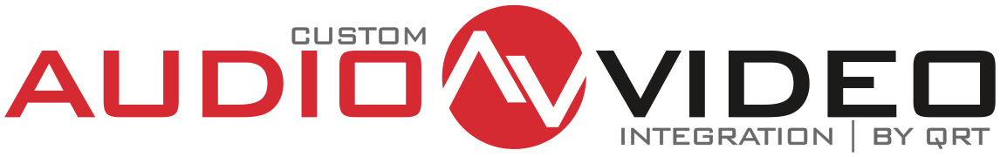 CUSTOM
AUDIO AV VIDEO
INTEGRATION | BY QRT